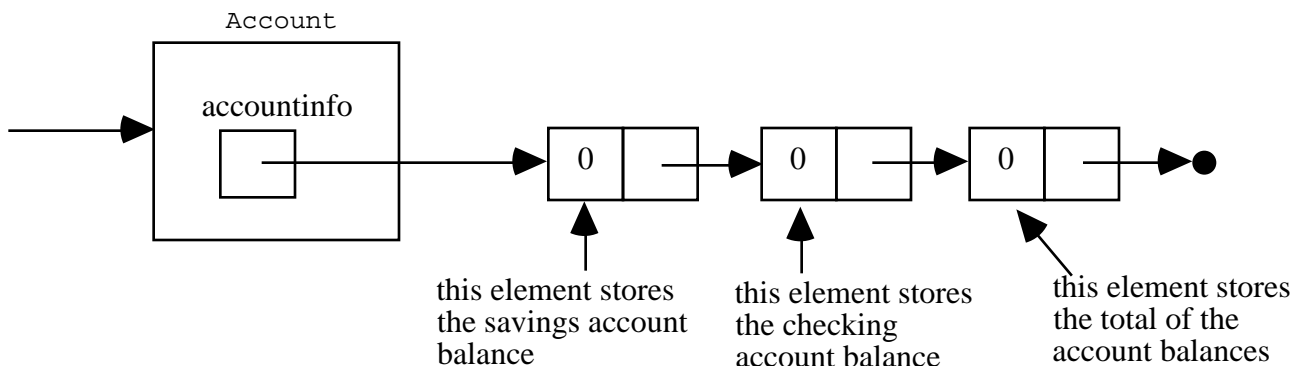 Account
accountinfo
0
0
0
this element stores
the savings account
balance
this element stores
the checking
account balance
this element stores
the total of the
account balances